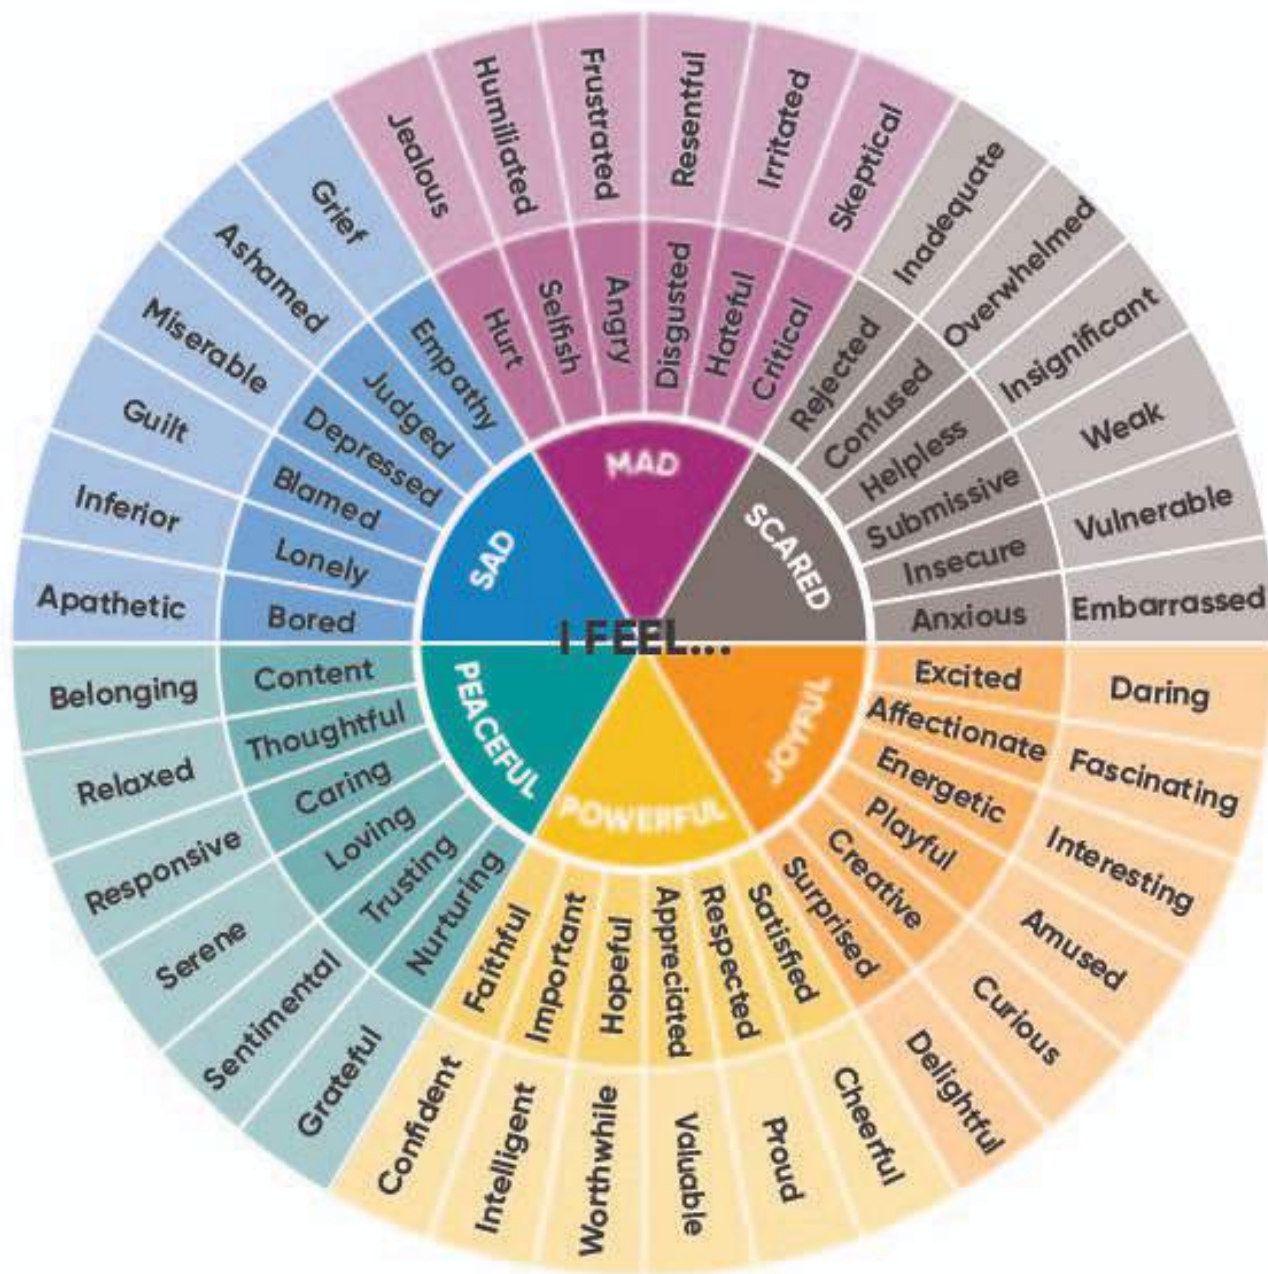 I FEEL...
MAD
Hurt
Selfish
Angry
Disgusted
Hateful
Critical
Jealous
Humiliated
Frustrated
Resentful
Irritated
Skeptical
SCARED
Rejected
Confused
Helpless
Submissive
Insecure
Anxious
Inadequate
Overwhelmed
Insignificant
Weak
Vulnerable
Embarrassed
JOYFUL
Excited
Affectionate
Energetic
Playful
Creative
Surprised
Daring
Fascinating
Interesting
Amused
Curious
Delightful
POWERFUL
Satisfied
Respected
Appreciated
Hopeful
Important
Faithful
Cheerful
Proud
Valuable
Worthwhile
Intelligent
Confident
PEACEFUL
Nurturing
Trusting
Loving
Caring
Thoughtful
Content
Grateful
Sentimental
Serene
Responsive
Relaxed
Belonging
SAD
Bored
Lonely
Blamed
Depressed
Judged
Empathy
Apathetic
Inferior
Guilt
Miserable
Ashamed
Grief